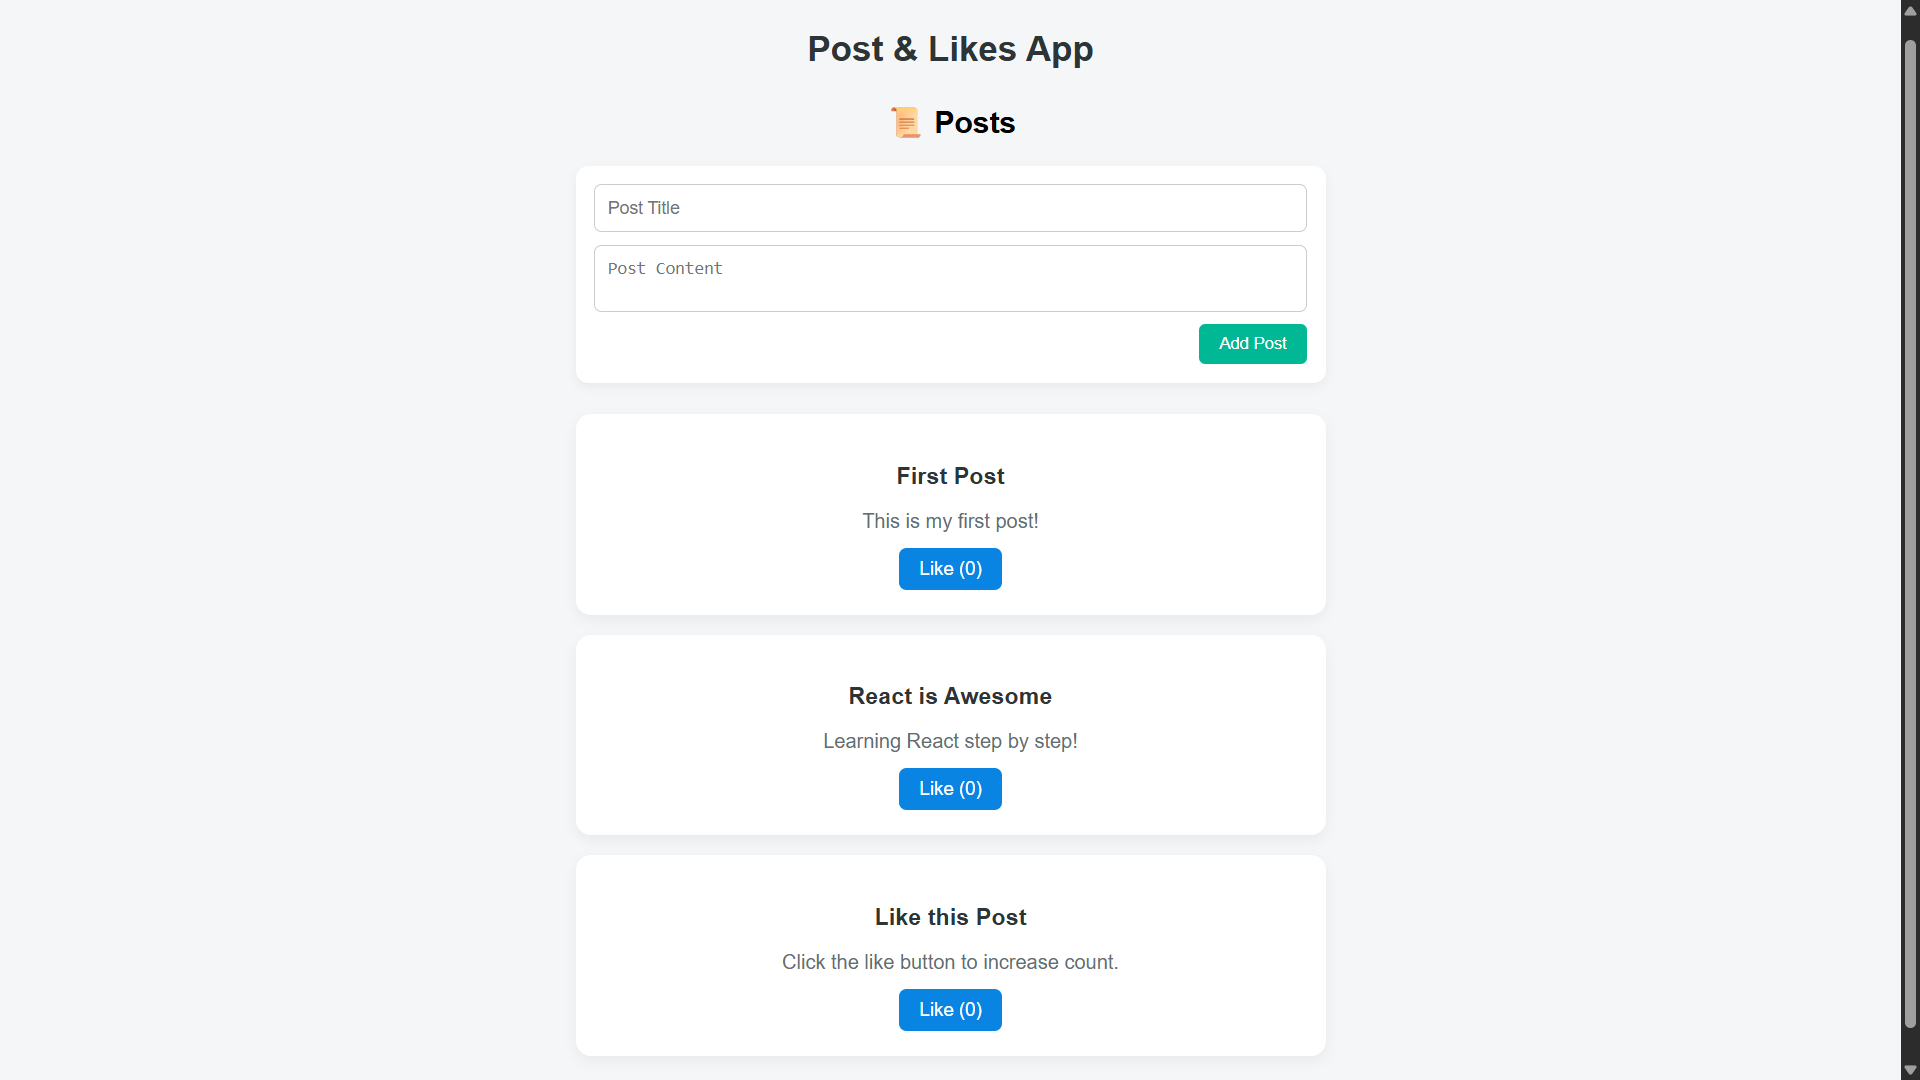 Post & Likes App
📜 Posts
Post Title
Post Content
Add Post
First Post
This is my first post!
Like (0)
React is Awesome
Learning React step by step!
Like (0)
Like this Post
Click the like button to increase count.
Like (0)